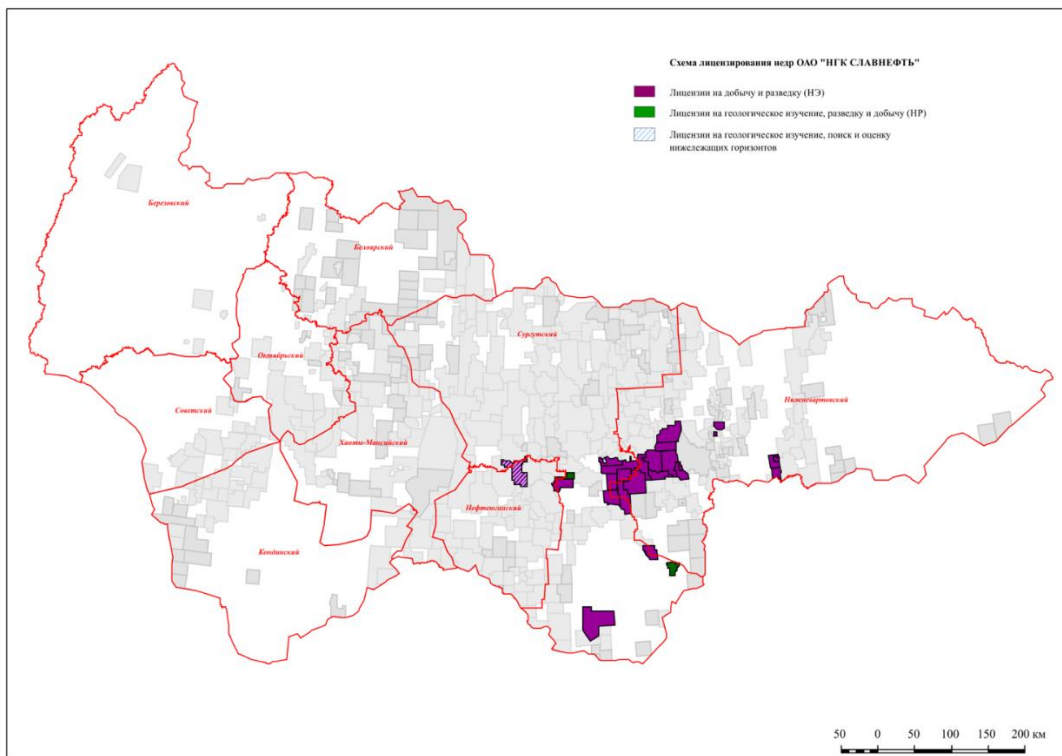 Схема лицензирования недр ОАО "НГК СЛАВНЕФТЬ"
Лицензии на добычу и разведку (НЭ)
Лицензии на геологическое изучение, разведку и добычу (НР)
Лицензии на геологическое изучение, поиск и оценку
нижележащих горизонтов
Березовский
Белоярский
Сургутский
Октябрьский
Нижневартовский
Советский
Ханты-Мансийский
Нефтеюганский
Кондинский
50 0 50 100 150 200 км